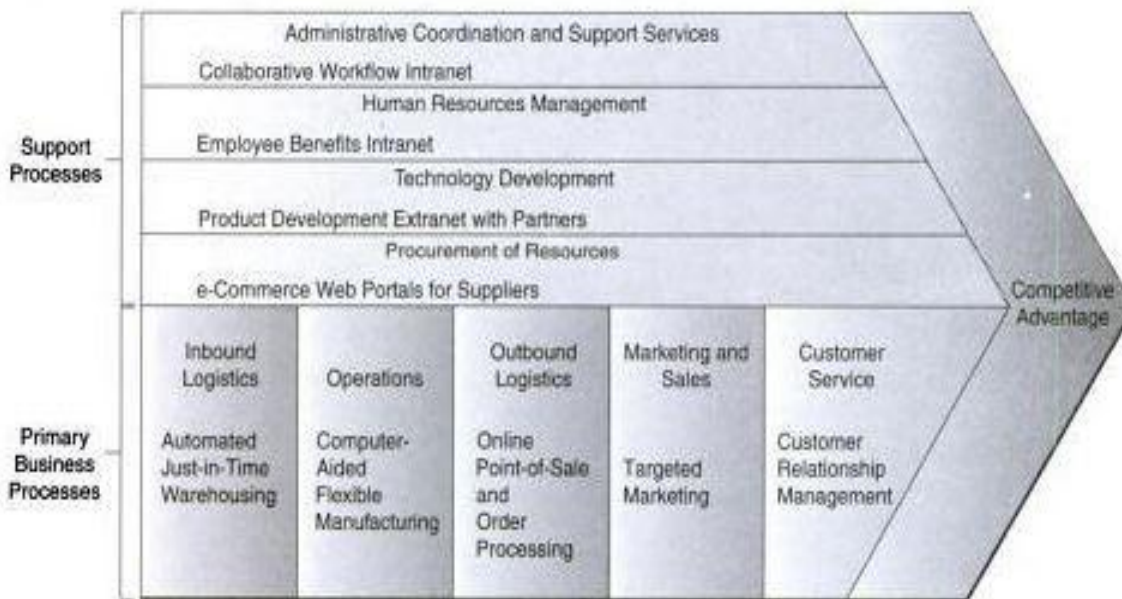 Administrative Coordination and Support Services
Collaborative Workflow Intranet
Human Resources Management
Employee Benefits Intranet
Technology Development
Product Development Extranet with Partners
Procurement of Resources
e-Commerce Web Portals for Suppliers
Support
Processes
Competitive
Advantage
Inbound
Logistics
Automated
Just-in-Time
Warehousing
Operations
Computer-
Aided
Flexible
Manufacturing
Outbound
Logistics
Online
Point-of-Sale
and
Order
Processing
Marketing and
Sales
Targeted
Marketing
Customer
Service
Customer
Relationship
Management
Primary
Business
Processes